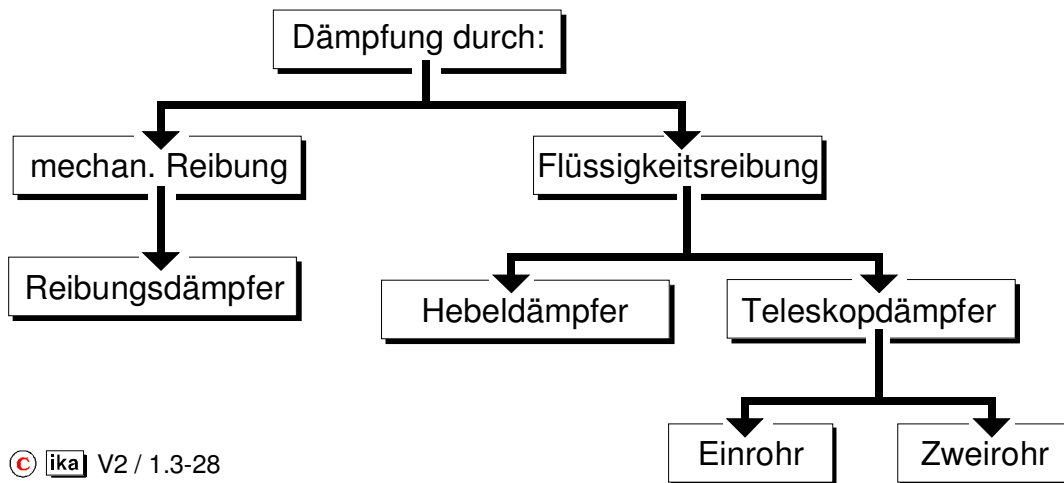 Dämpfung durch:
mechan. Reibung
Flüssigkeitsreibung
Reibungsdämpfer
Hebeldämpfer
Teleskopdämpfer
Einrohr
Zweirohr
© ika V2 / 1.3-28